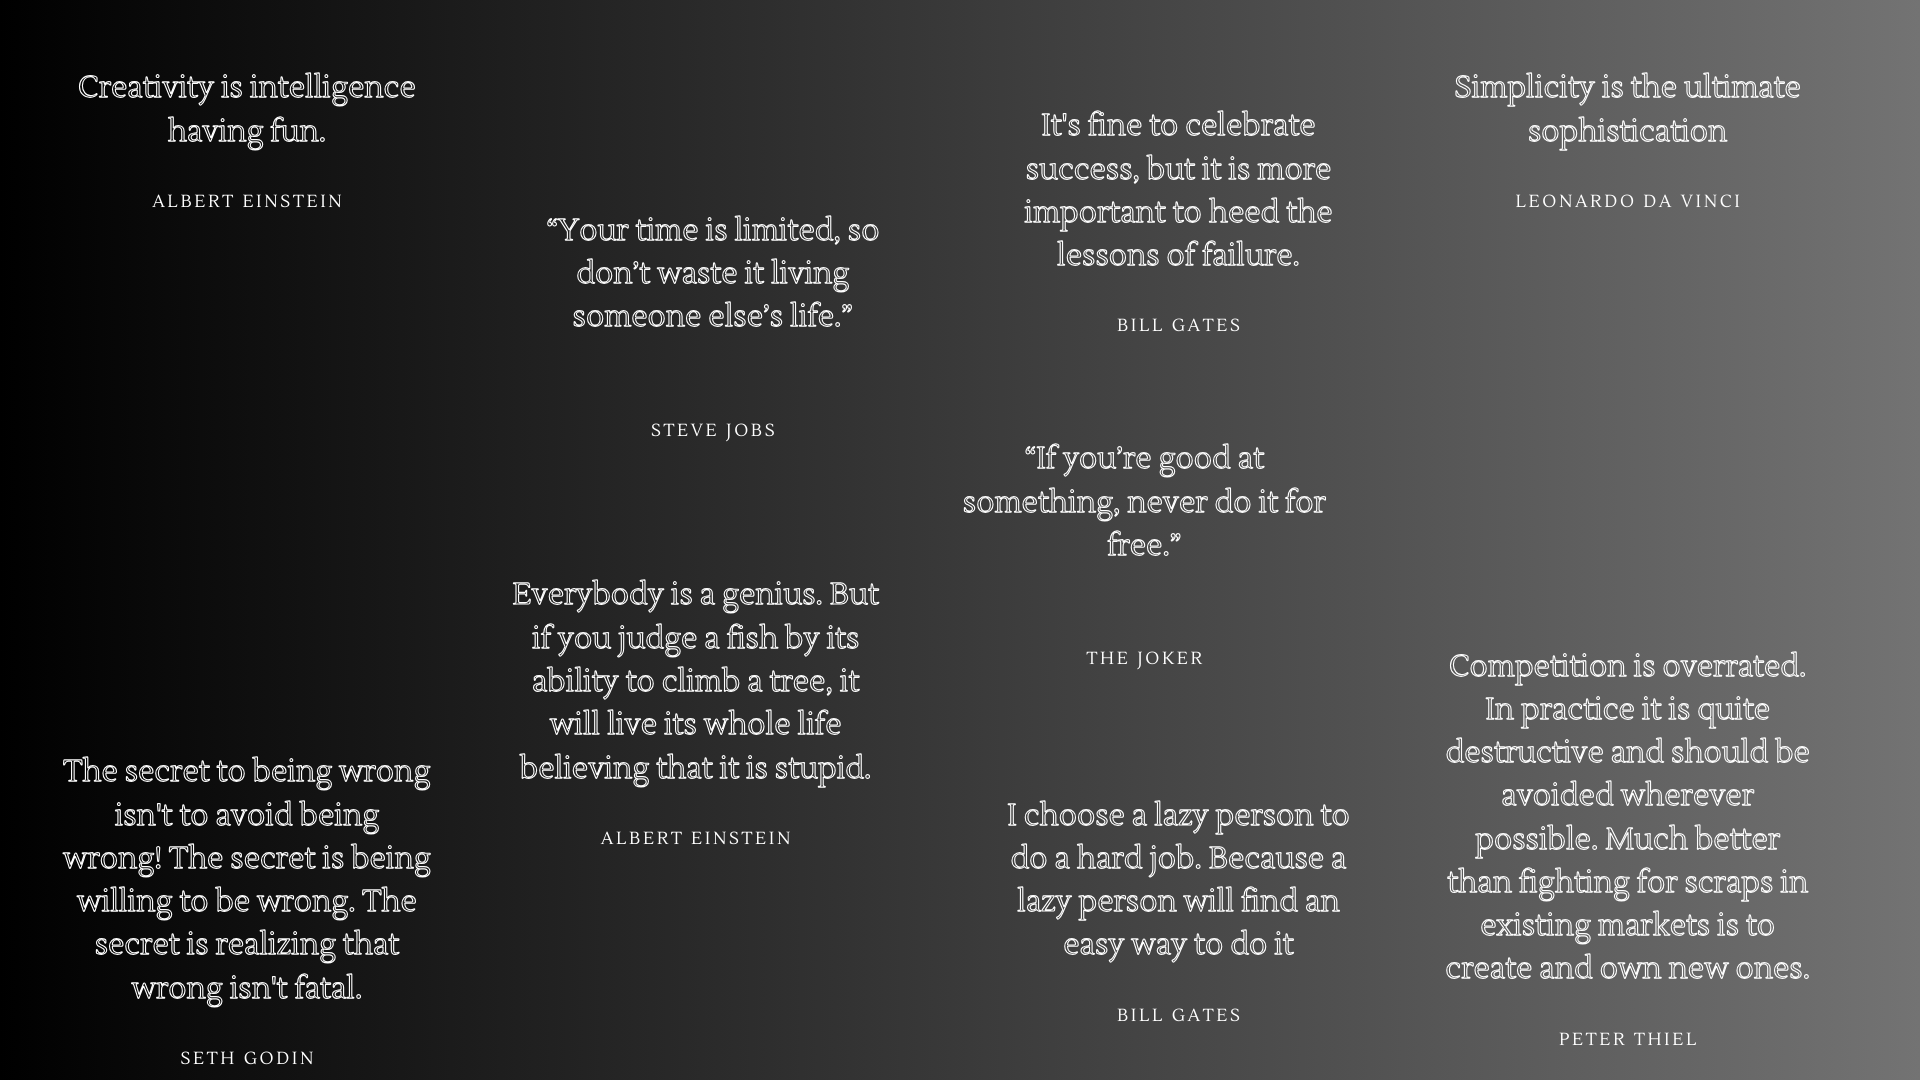 Creativity is intelligence
having fun.
ALBERT EINSTEIN
The secret to being wrong
isn't to avoid being
wrong! The secret is being
willing to be wrong. The
secret is realizing that
wrong isn't fatal.
SETH GODIN
“Your time is limited, so
don’t waste it living
someone else’s life.”
STEVE JOBS
Everybody is a genius. But
if you judge a fish by its
ability to climb a tree, it
will live its whole life
believing that it is stupid.
ALBERT EINSTEIN
It's fine to celebrate
success, but it is more
important to heed the
lessons of failure.
BILL GATES
“If you’re good at
something, never do it for
free.”
THE JOKER
I choose a lazy person to
do a hard job. Because a
lazy person will find an
easy way to do it
BILL GATES
Simplicity is the ultimate
sophistication
LEONARDO DA VINCI
Competition is overrated.
In practice it is quite
destructive and should be
avoided wherever
possible. Much better
than fighting for scraps in
existing markets is to
create and own new ones.
PETER THIEL